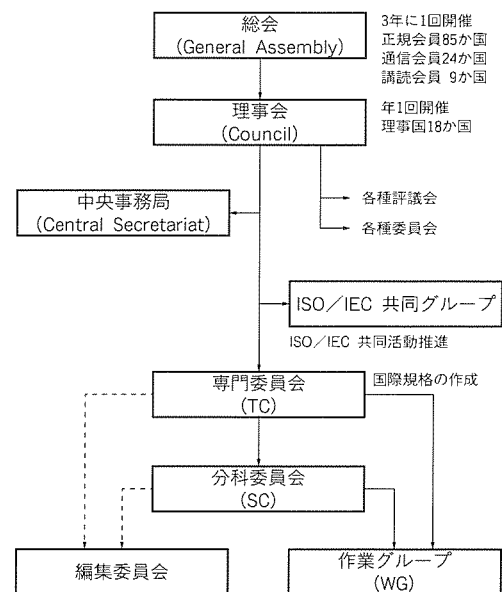 総会
(General Assembly)
3年に1回開催
正規会員85か国
通信会員24か国
講読会員 9か国
理事会
(Council)
年1回開催
理事国18か国
各種評議会
各種委員会
中央事務局
(Central Secretariat)
ISO／IEC 共同グループ
ISO／IEC 共同活動推進
専門委員会
(TC)
国際規格の作成
分科委員会
(SC)
編集委員会
作業グループ
(WG)